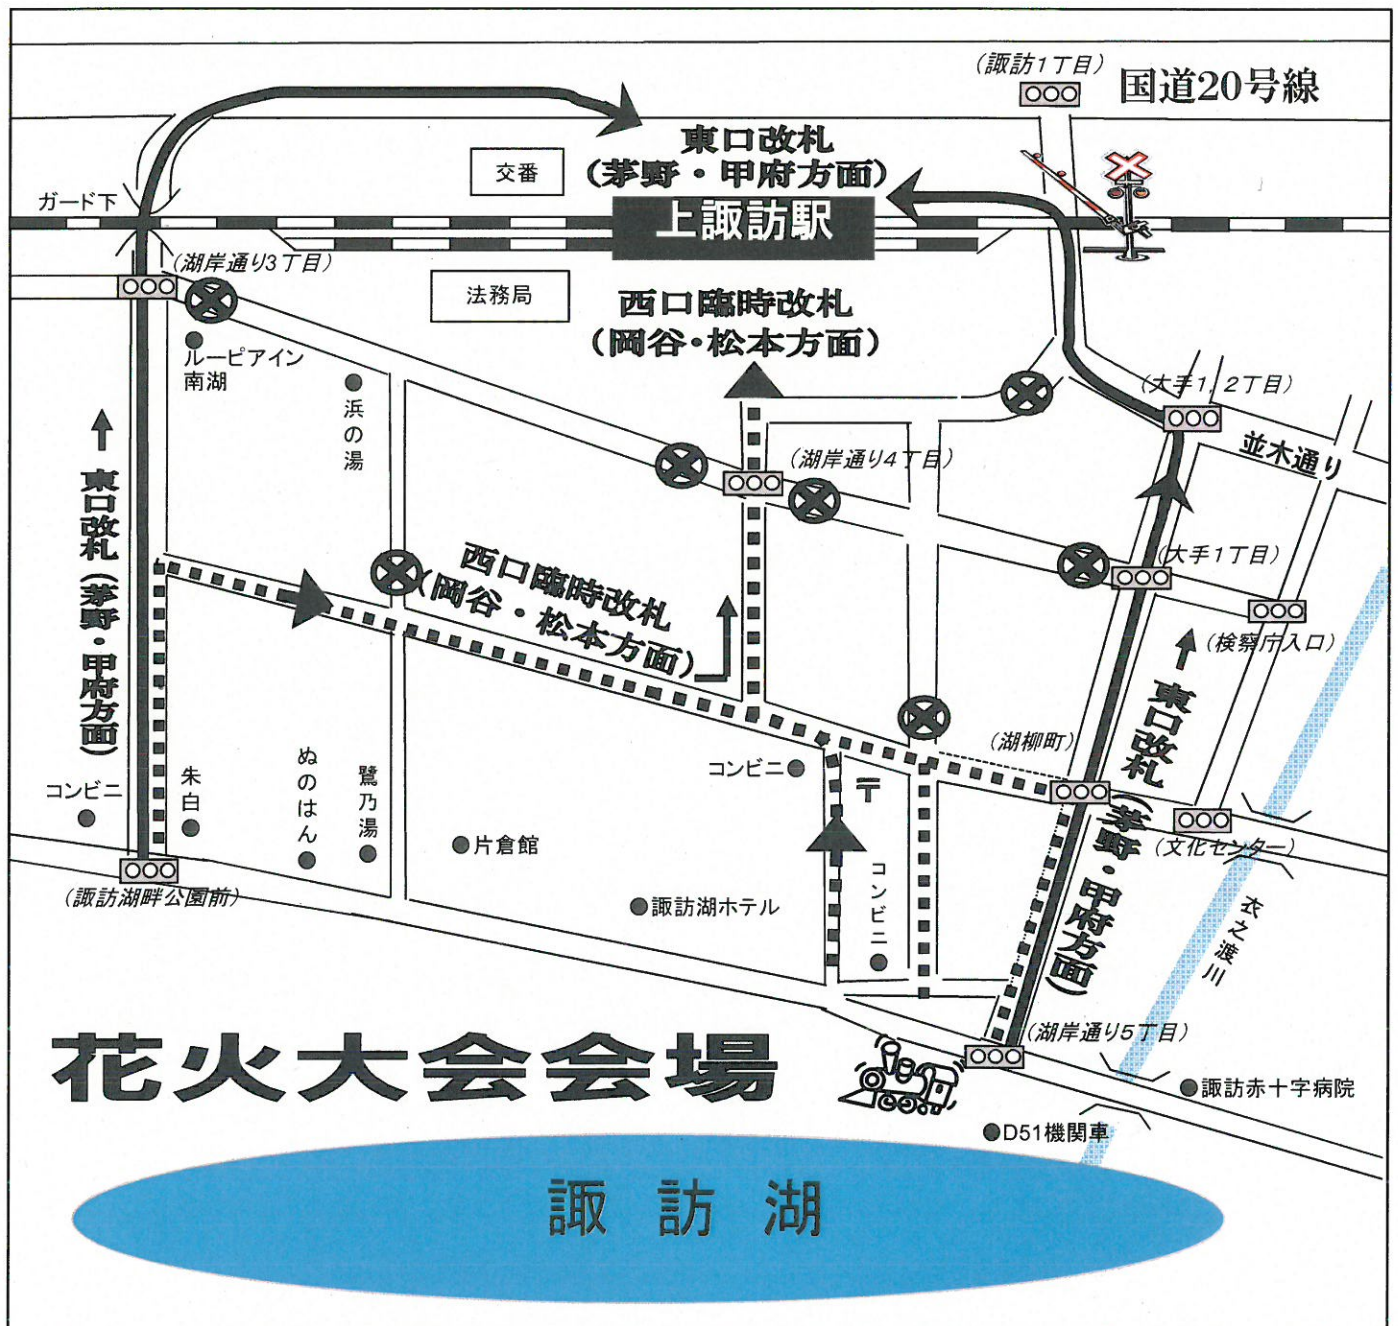 (諏訪1丁目)
国道20号線
東口改札
(茅野・甲府方面)
交番
ガード下
上諏訪駅
(湖岸通り3丁目)
法務局
西口臨時改札
(岡谷・松本方面)
ルーピアイン
南湖
浜の湯
(大手1,2丁目)
並木通り
(湖岸通り4丁目)
東口改札(茅野・甲府方面)
西口臨時改札
(岡谷・松本方面)
(大手1丁目)
(検察庁入口)
東口改札(茅野・甲府方面)
(湖柳町)
コンビニ
〒
コンビニ
朱白
ぬのはん
鷺乃湯
片倉館
(文化センター)
(諏訪湖畔公園前)
諏訪湖ホテル
コンビニ
衣之渡川
(湖岸通り5丁目)
花火大会会場
諏訪赤十字病院
D51機関車
諏訪湖